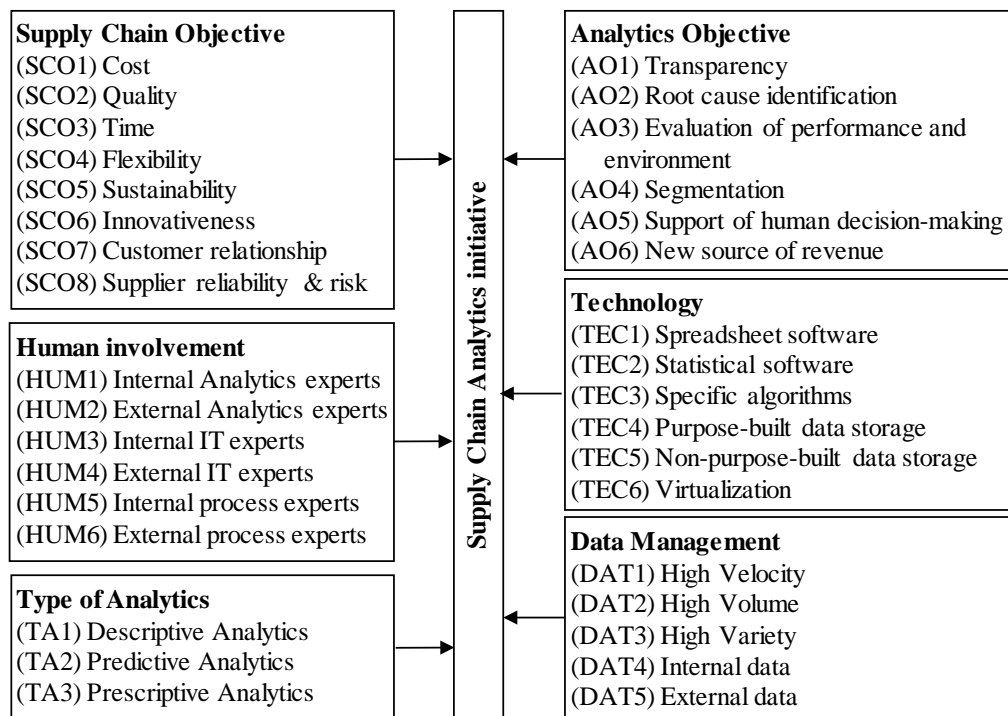 Supply Chain Objective
(SCO1) Cost
(SCO2) Quality
(SCO3) Time
(SCO4) Flexibility
(SCO5) Sustainability
(SCO6) Innovativeness
(SCO7) Customer relationship
(SCO8) Supplier reliability & risk
Human involvement
(HUM1) Internal Analytics experts
(HUM2) External Analytics experts
(HUM3) Internal IT experts
(HUM4) External IT experts
(HUM5) Internal process experts
(HUM6) External process experts
Type of Analytics
(TA1) Descriptive Analytics
(TA2) Predictive Analytics
(TA3) Prescriptive Analytics
Supply Chain Analytics initiative
Analytics Objective
(AO1) Transparency
(AO2) Root cause identification
(AO3) Evaluation of performance and
environment
(AO4) Segmentation
(AO5) Support of human decision-making
(AO6) New source of revenue
Technology
(TEC1) Spreadsheet software
(TEC2) Statistical software
(TEC3) Specific algorithms
(TEC4) Purpose-built data storage
(TEC5) Non-purpose-built data storage
(TEC6) Virtualization
Data Management
(DAT1) High Velocity
(DAT2) High Volume
(DAT3) High Variety
(DAT4) Internal data
(DAT5) External data